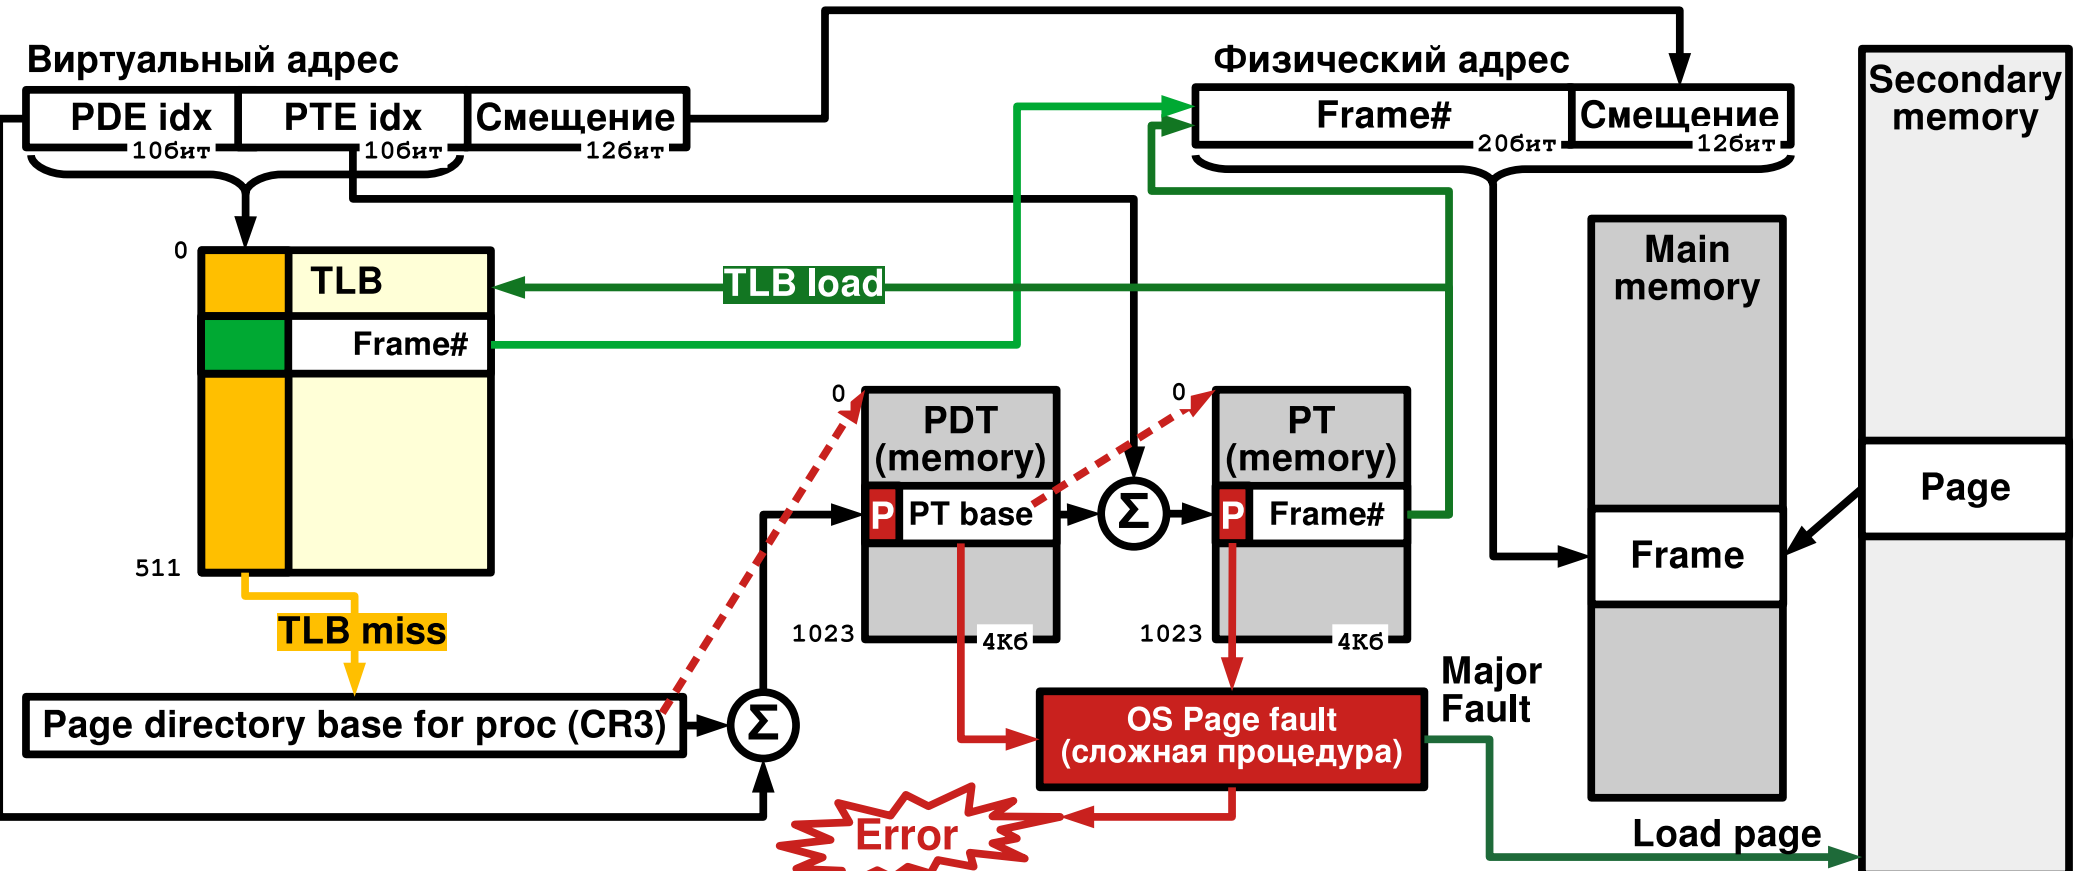 Виртуальный адрес
PDE idx
10бит
PTE idx
10бит
Смещение
12бит
Физический адрес
Frame#
20бит
Смещение
12бит
Secondary
memory
Page
Main
memory
Frame
0
TLB
Frame#
511
TLB load
TLB miss
0
PDT
(memory)
P
PT base
1023
4Кб
Σ
0
PT
(memory)
P
Frame#
1023
4Кб
Page directory base for proc (CR3)
Σ
OS Page fault
(сложная процедура)
Major
Fault
Error
Load page